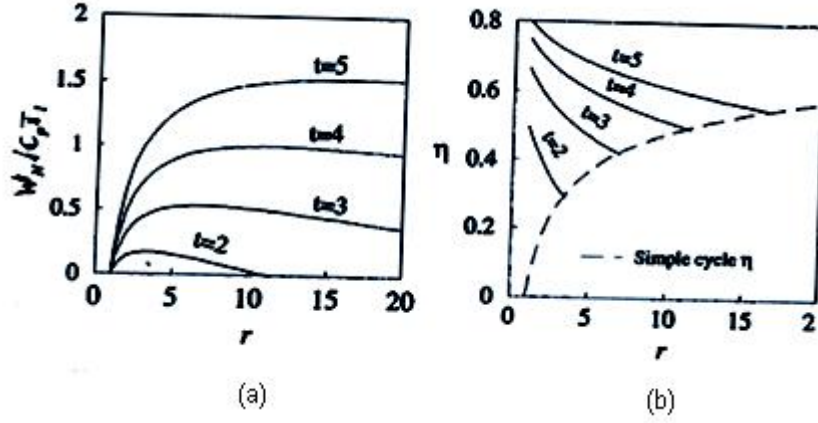 2
1.5
1
0.5
0
W_N/C_pT_1
t=5
t=4
t=3
t=2
0 5 10 15 20
r
(a)
0.8
0.6
0.4
0.2
0
η
t=5
t=4
t=3
t=2
Simple cycle η
0 5 10 15 2
r
(b)